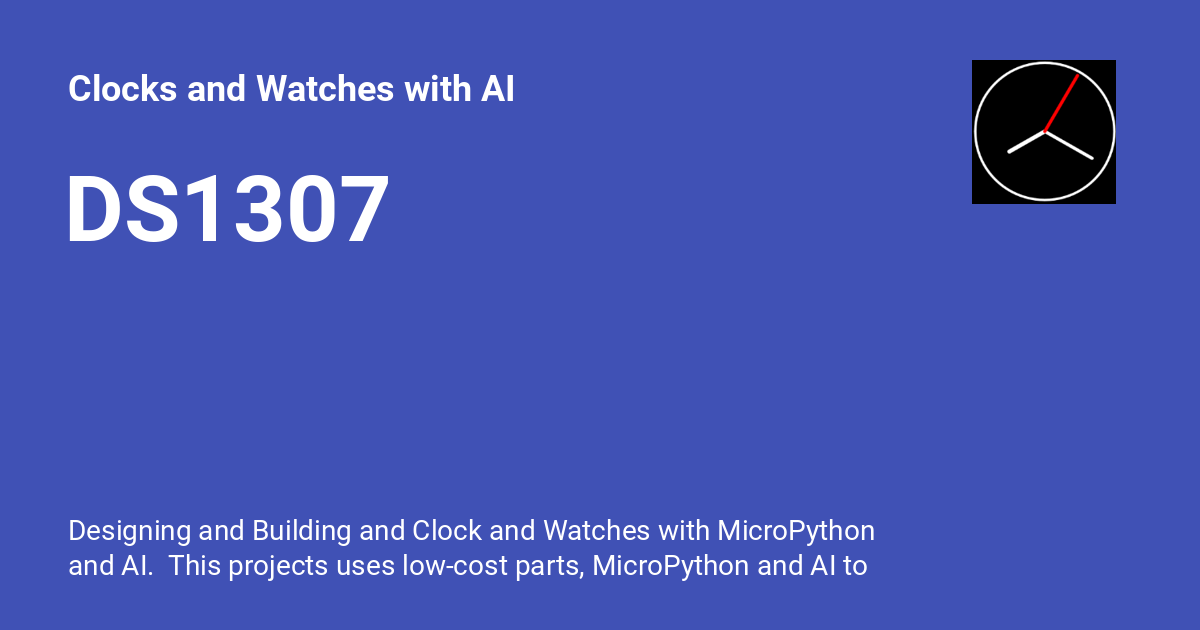 Clocks and Watches with AI
DS1307
Designing and Building and Clock and Watches with MicroPython
and AI.  This projects uses low-cost parts, MicroPython and AI to